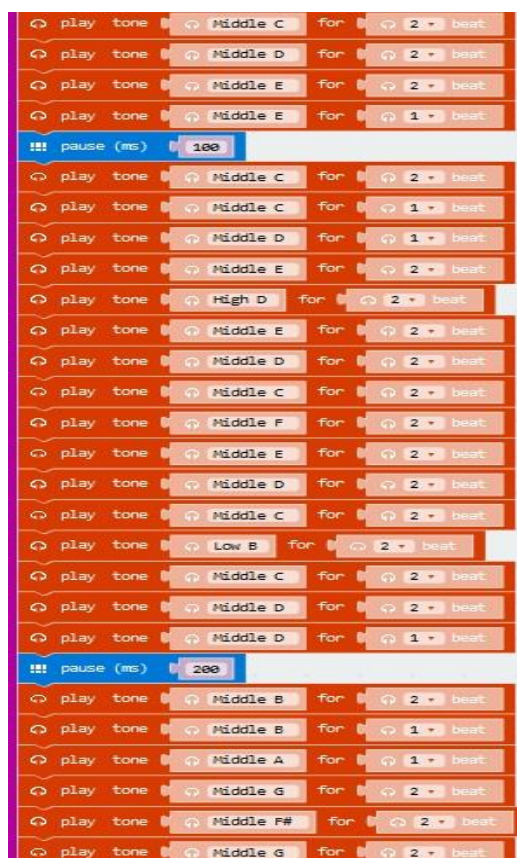 play tone Middle C for 2 beat
play tone Middle D for 2 beat
play tone Middle E for 2 beat
play tone Middle E for 1 beat
pause (ms) 100
play tone Middle C for 2 beat
play tone Middle C for 1 beat
play tone Middle D for 1 beat
play tone Middle E for 2 beat
play tone High D for 2 beat
play tone Middle E for 2 beat
play tone Middle D for 2 beat
play tone Middle C for 2 beat
play tone Middle F for 2 beat
play tone Middle E for 2 beat
play tone Middle D for 2 beat
play tone Middle C for 2 beat
play tone Low B for 2 beat
play tone Middle C for 2 beat
play tone Middle D for 2 beat
play tone Middle D for 1 beat
pause (ms) 200
play tone Middle B for 2 beat
play tone Middle B for 1 beat
play tone Middle A for 1 beat
play tone Middle G for 2 beat
play tone Middle F# for 2 beat
play tone Middle G for 2 beat